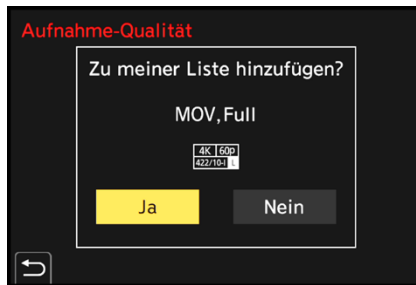 Aufnahme-Qualität
Zu meiner Liste hinzufügen?
MOV,Full
4K 60p
422/10-I L
Ja Nein